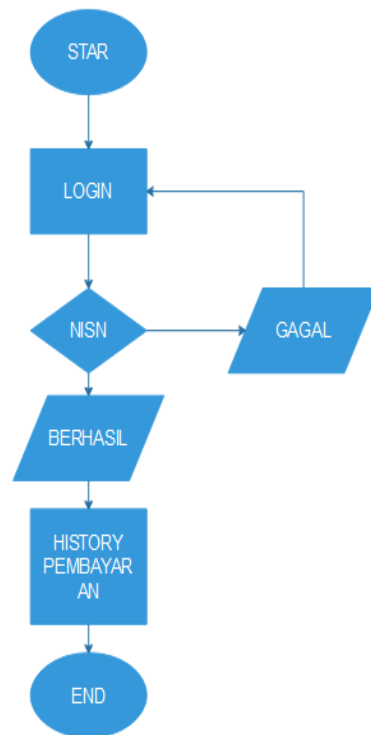 STAR
LOGIN
NISN
GAGAL
BERHASIL
HISTORY
PEMBAYAR
AN
END